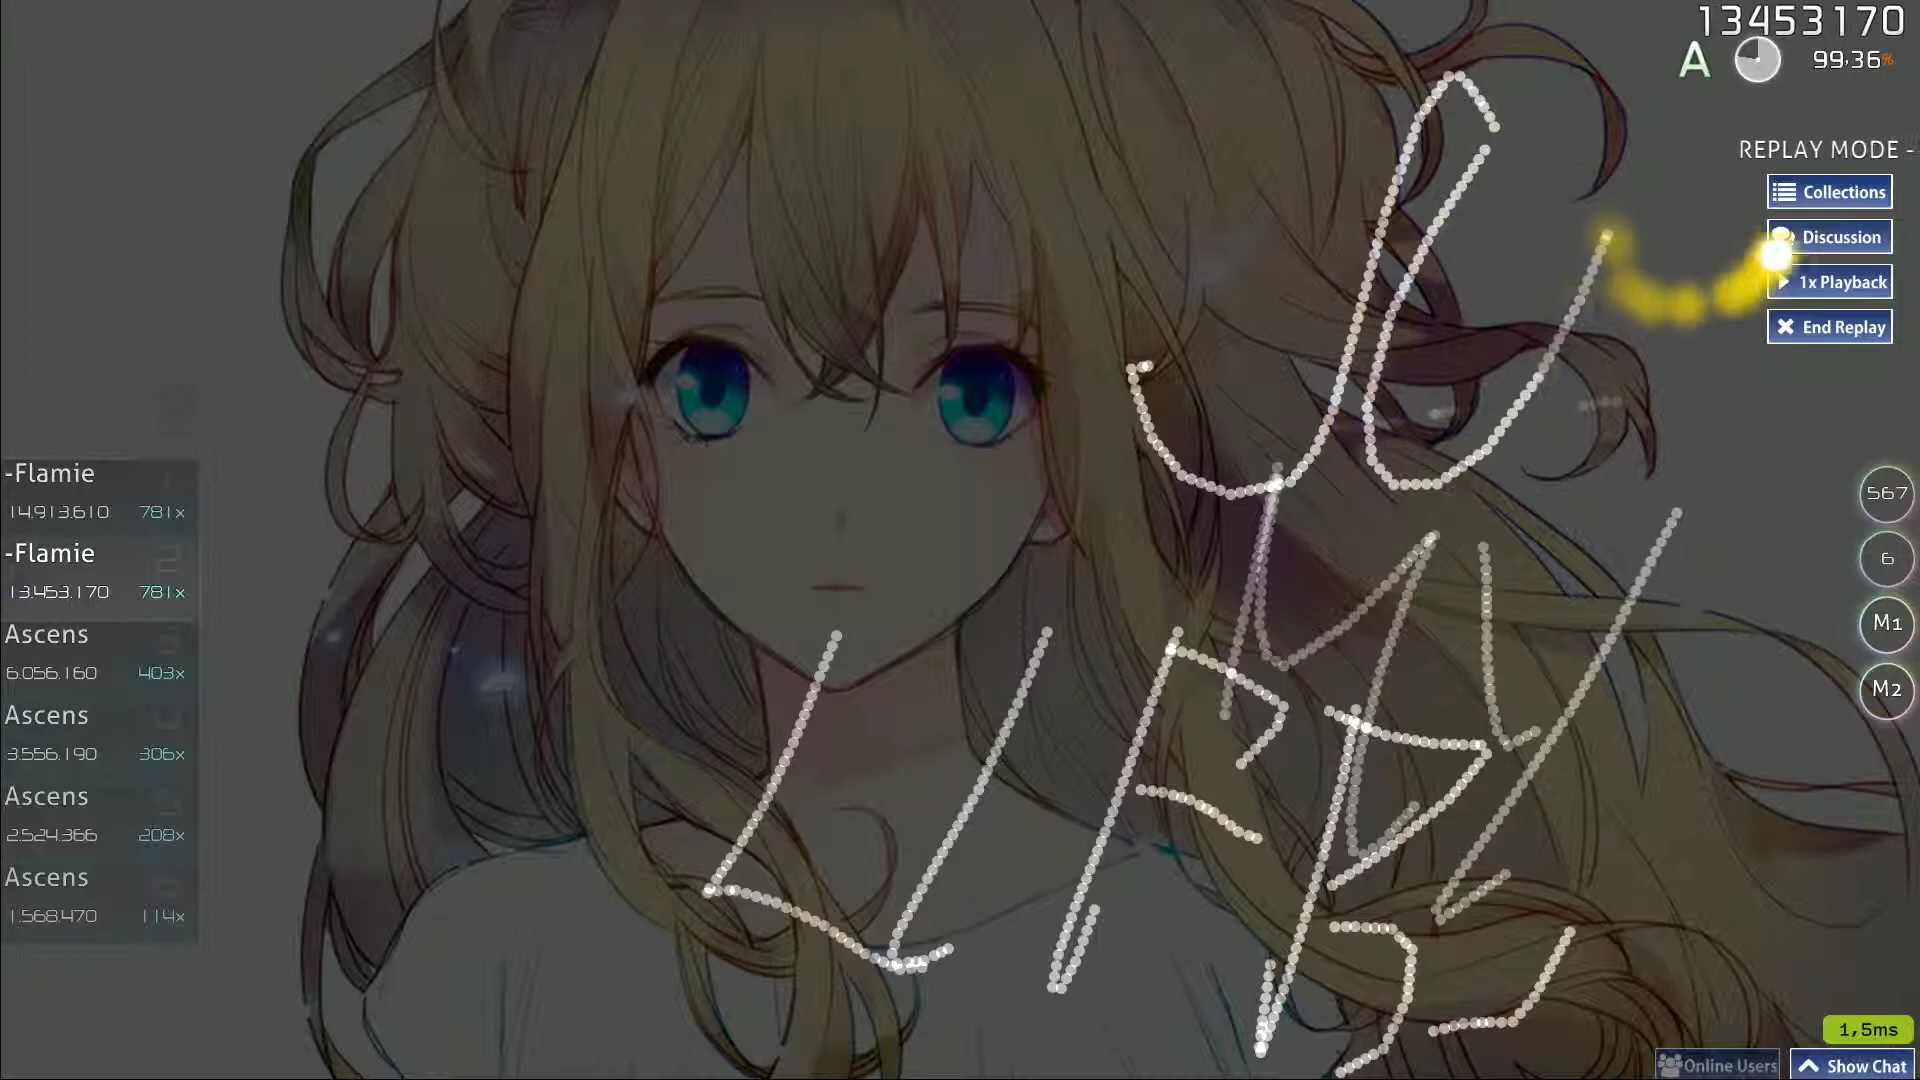 13453170
A
99.36%
REPLAY MODE -
Collections
Discussion
1x Playback
End Replay
-Flamie
14.913.610 781x
-Flamie
13.453.170 781x
Ascens
6.056.160 403x
Ascens
3.556.190 306x
Ascens
2.524.366 208x
Ascens
1.568.470 114x
567
6
M1
M2
1,5ms
Online Users
Show Chat